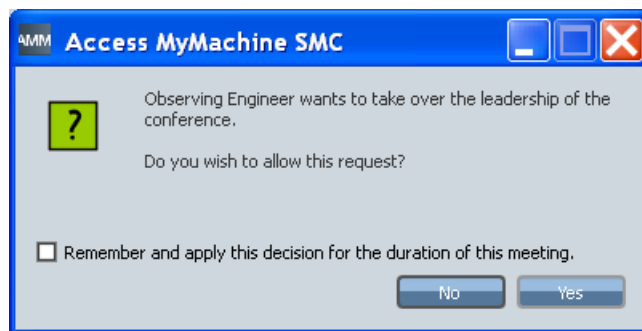 AMM Access MyMachine SMC
Observing Engineer wants to take over the leadership of the
conference.
Do you wish to allow this request?
Remember and apply this decision for the duration of this meeting.
No Yes